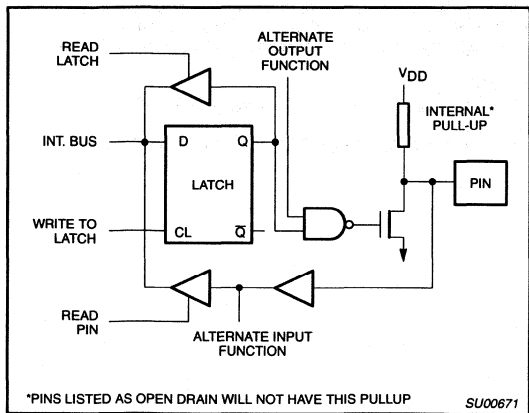 READ
LATCH
ALTERNATE
OUTPUT
FUNCTION
VDD
INTERNAL*
PULL-UP
INT. BUS
D
Q
PIN
LATCH
WRITE TO
LATCH
CL
Q̅
READ
PIN
ALTERNATE INPUT
FUNCTION
*PINS LISTED AS OPEN DRAIN WILL NOT HAVE THIS PULLUP
SU00671